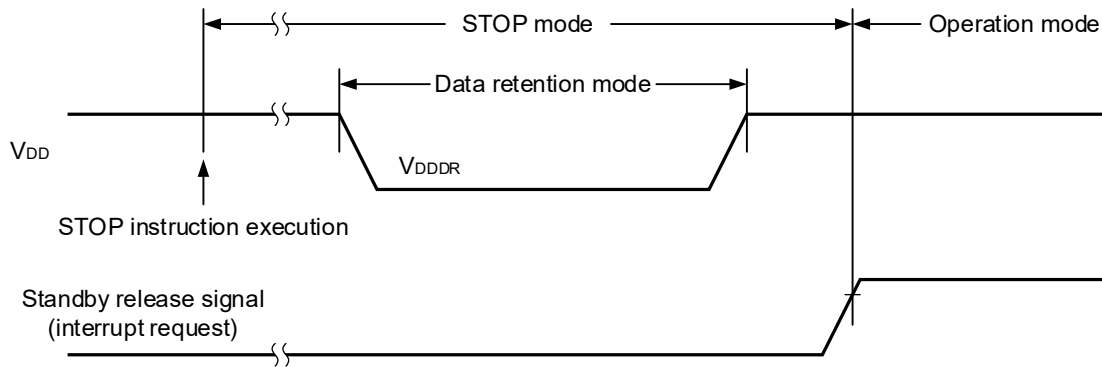 STOP mode
Operation mode
Data retention mode
VDD
VDDDR
STOP instruction execution
Standby release signal
(interrupt request)